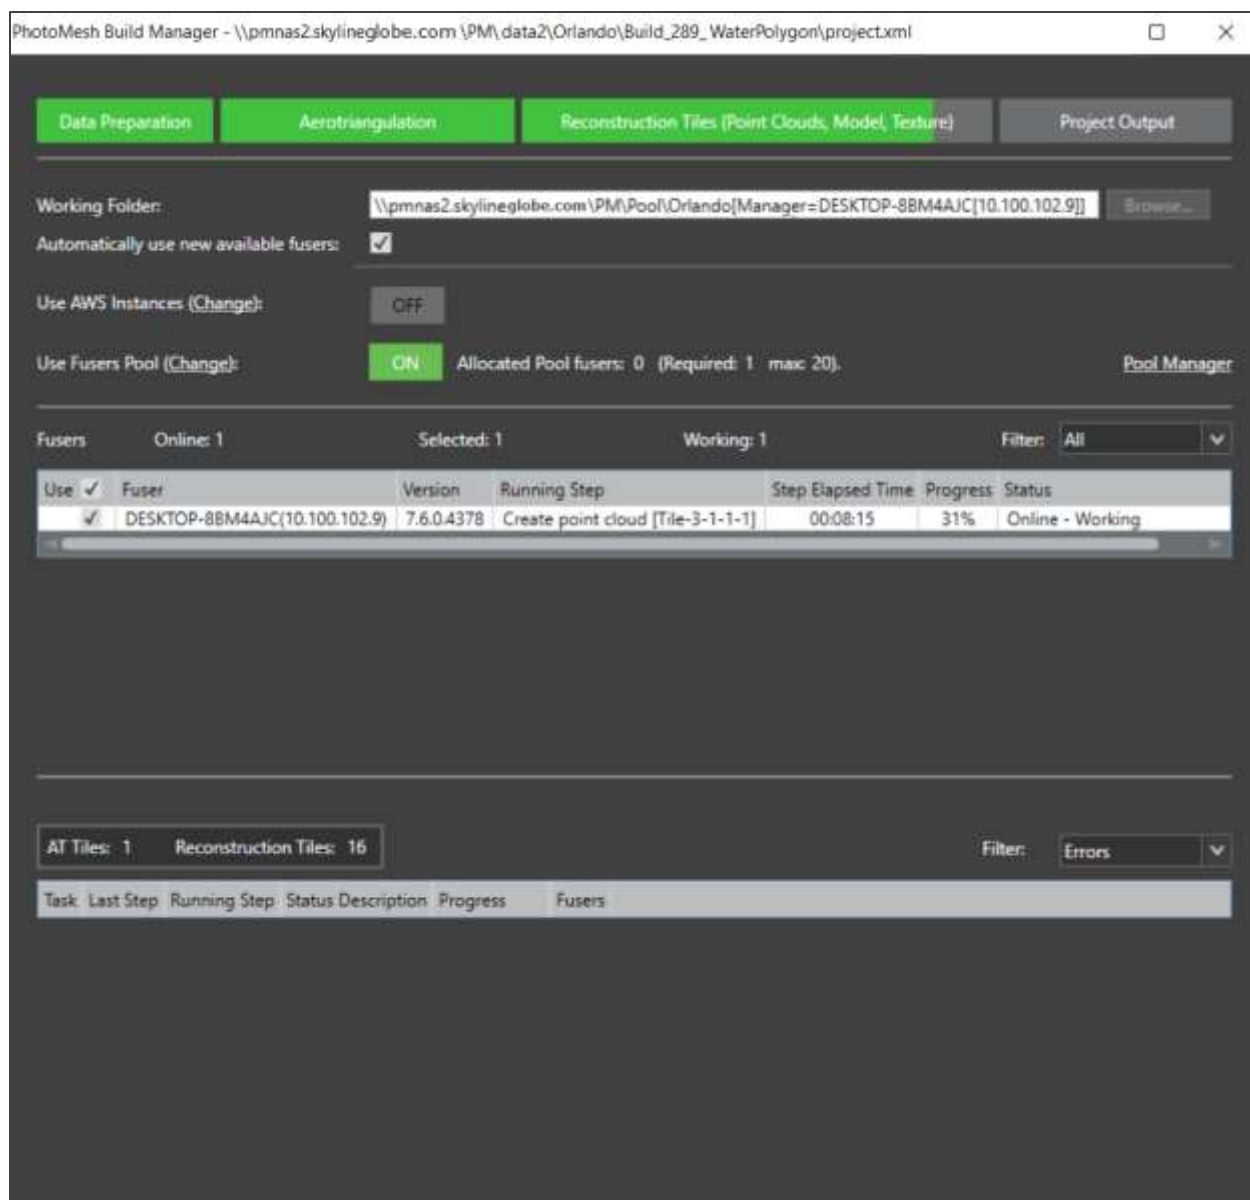 PhotoMesh Build Manager - \\pmnas2.skylineglobe.com \PM\data2\Orlando\Build_289_ WaterPolygon\project.xml
Data Preparation Aerotriangulation Reconstruction Tiles (Point Clouds, Model, Texture) Project Output
Working Folder: \\pmnas2.skylineglobe.com\PM\Pool\Orlando[Manager=DESKTOP-8BM4AJC[10.100.102.9]] Browse...
Automatically use new available fusers:
Use AWS Instances (Change): OFF
Use Fusers Pool (Change): ON Allocated Pool fusers: 0 (Required: 1 max: 20). Pool Manager
Fusers Online: 1 Selected: 1 Working: 1 Filter: All
Use Fuser Version Running Step Step Elapsed Time Progress Status
DESKTOP-8BM4AJC(10.100.102.9) 7.6.0.4378 Create point cloud [Tile-3-1-1-1] 00:08:15 31% Online - Working
AT Tiles: 1 Reconstruction Tiles: 16 Filter: Errors
Task Last Step Running Step Status Description Progress Fusers